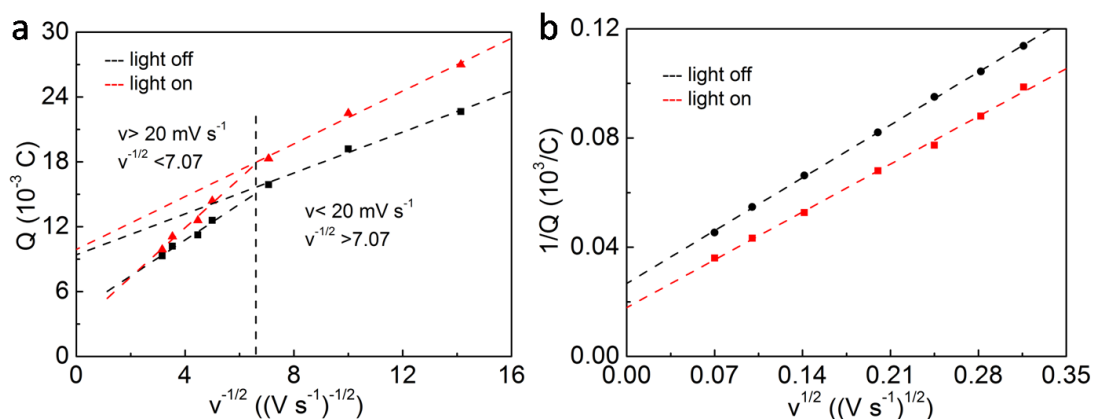 a
30
24
18
12
6
0
Q (10⁻³ C)
light off
light on
v> 20 mV s⁻¹
v⁻¹/² <7.07
v< 20 mV s⁻¹
v⁻¹/² >7.07
0 4 8 12 16
v⁻¹/² ((V s⁻¹)⁻¹/²)
b
0.12
0.08
0.04
0.00
1/Q (10³/C)
light off
light on
0.00 0.07 0.14 0.21 0.28 0.35
v¹/² ((V s⁻¹)¹/²)